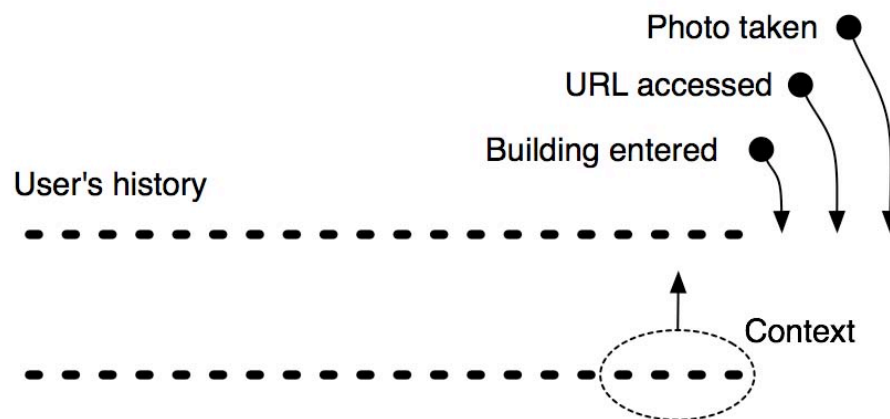 Photo taken
URL accessed
Building entered
User's history
Context